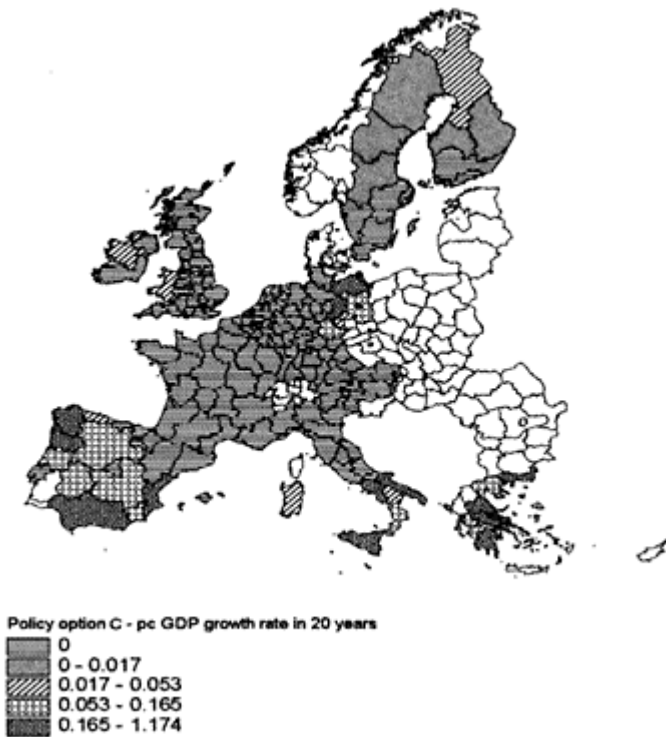 Policy option C - pc GDP growth rate in 20 years
0
0 - 0.017
0.017 - 0.053
0.053 - 0.165
0.165 - 1.174